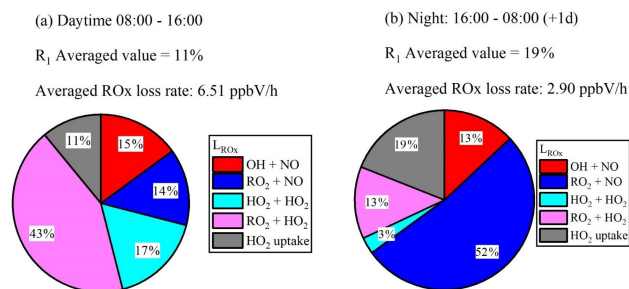 (a) Daytime 08:00 - 16:00
R₁ Averaged value = 11%
Averaged ROx loss rate: 6.51 ppbV/h
11%
15%
14%
17%
43%
L_ROx
OH + NO
RO₂ + NO
HO₂ + HO₂
RO₂ + HO₂
HO₂ uptake
(b) Night: 16:00 - 08:00 (+1d)
R₁ Averaged value = 19%
Averaged ROx loss rate: 2.90 ppbV/h
19%
13%
13%
3%
52%
L_ROx
OH + NO
RO₂ + NO
HO₂ + HO₂
RO₂ + HO₂
HO₂ uptake